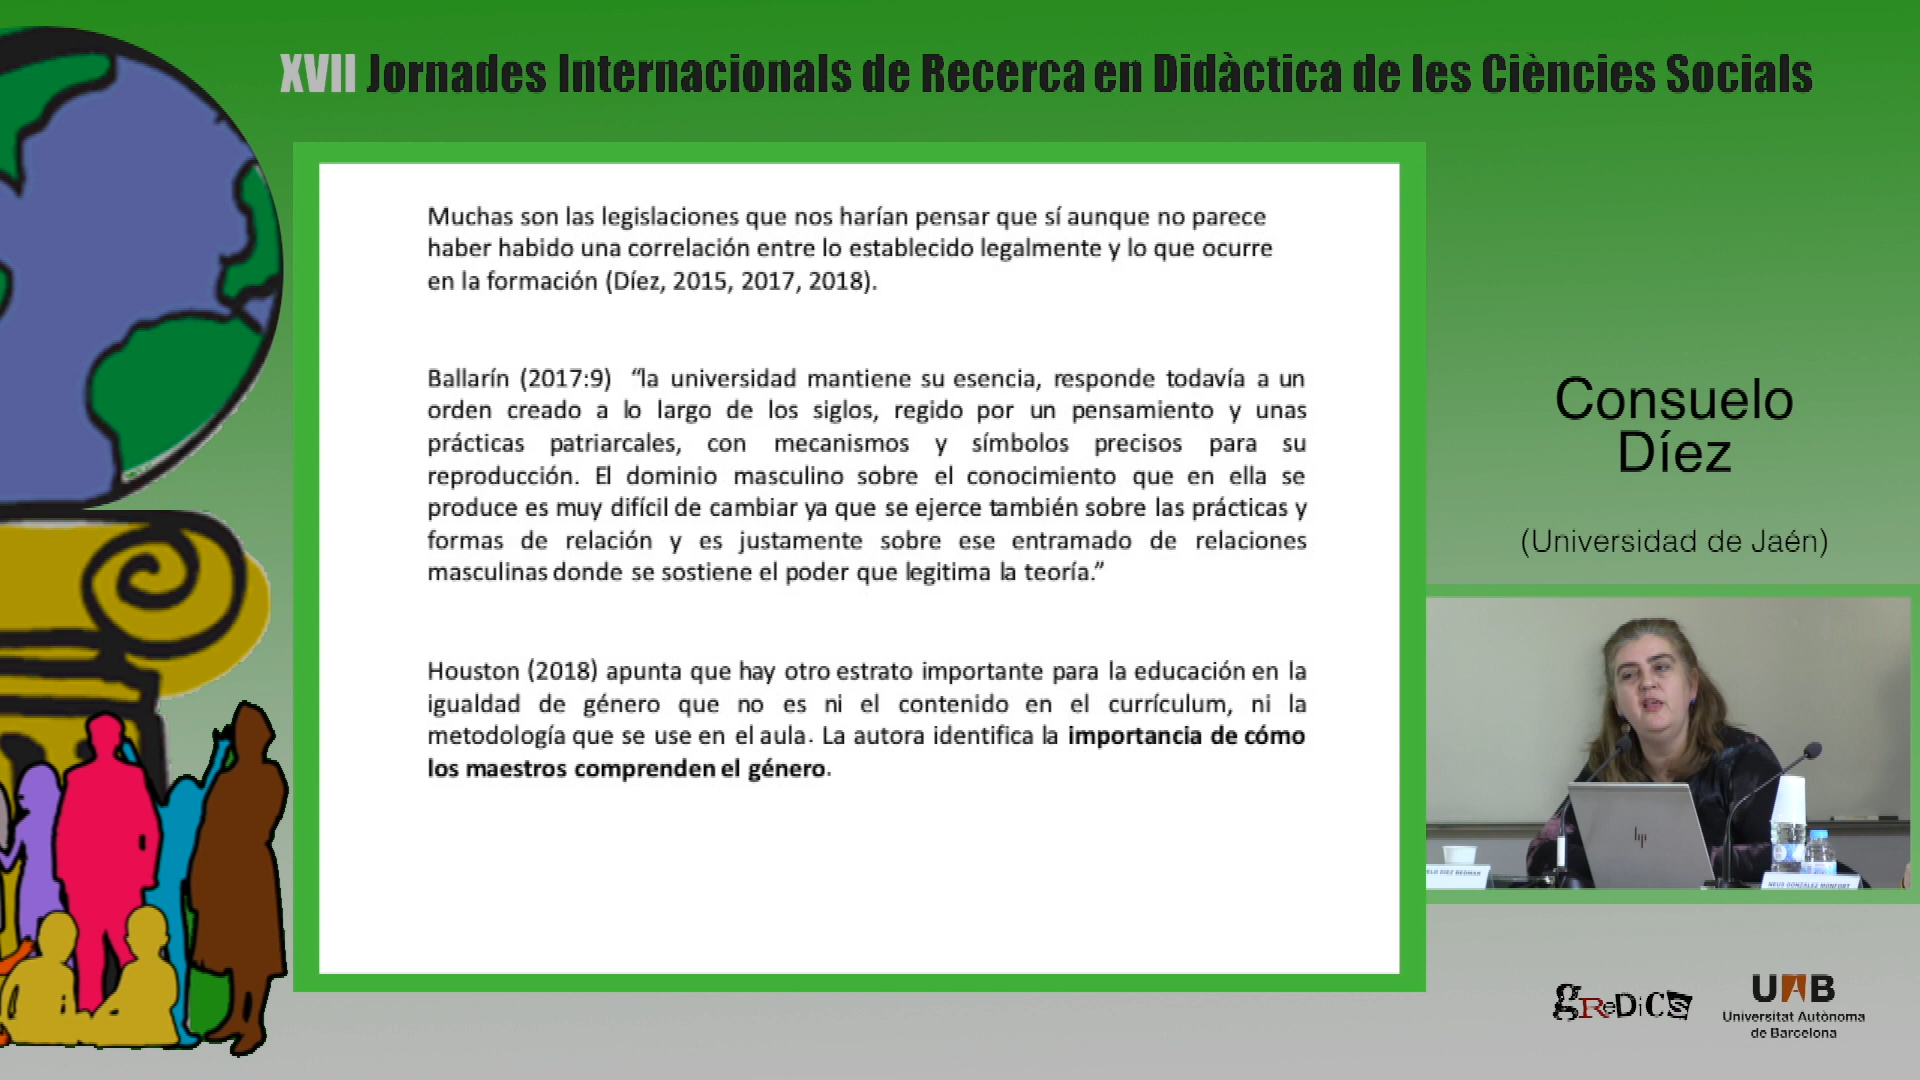 XVII Jornades Internacionals de Recerca en Didàctica de les Ciències Socials
Muchas son las legislaciones que nos harían pensar que sí aunque no parece
haber habido una correlación entre lo establecido legalmente y lo que ocurre
en la formación (Díez, 2015, 2017, 2018).
Ballarín (2017:9) “la universidad mantiene su esencia, responde todavía a un
orden creado a lo largo de los siglos, regido por un pensamiento y unas
prácticas patriarcales, con mecanismos y símbolos precisos para su
reproducción. El dominio masculino sobre el conocimiento que en ella se
produce es muy difícil de cambiar ya que se ejerce también sobre las prácticas y
formas de relación y es justamente sobre ese entramado de relaciones
masculinas donde se sostiene el poder que legitima la teoría.”
Houston (2018) apunta que hay otro estrato importante para la educación en la
igualdad de género que no es ni el contenido en el currículum, ni la
metodología que se use en el aula. La autora identifica la importancia de cómo
los maestros comprenden el género.
Consuelo
Díez
(Universidad de Jaén)
hp
ELO DÍEZ BEDMAR
NEUS GONZÁLEZ MONFORT
gREDICS
UAB
Universitat Autònoma
de Barcelona